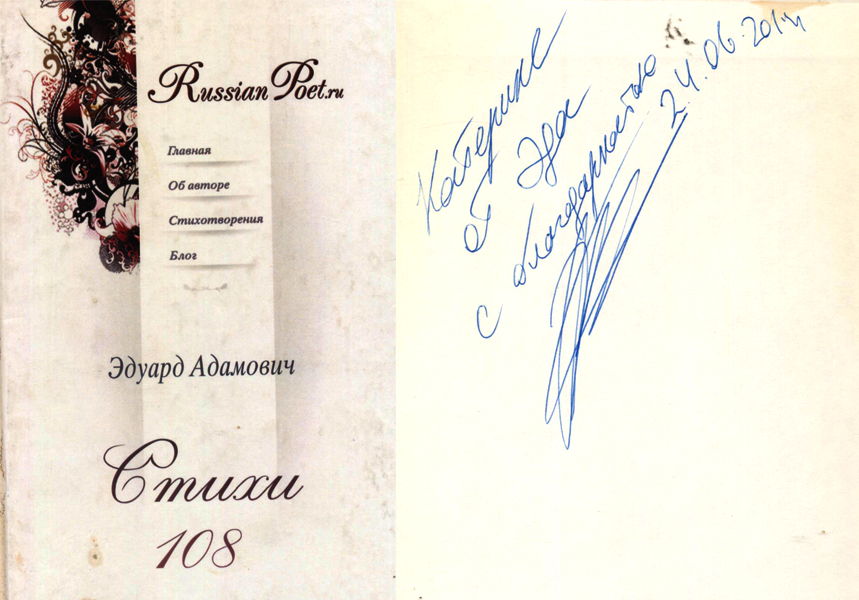 RussianPoet.ru
Главная
Об авторе
Стихотворения
Блог
Эдуард Адамович
Стихи
108
Катерине
от Эда
с благодарностью
24.06.2014